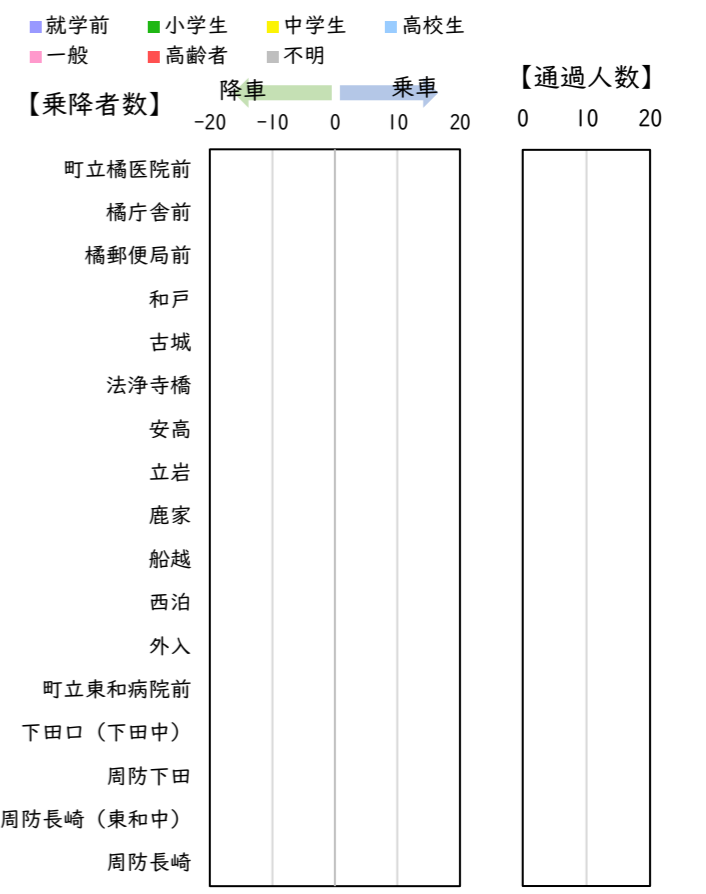 就学前 小学生 中学生 高校生
一般 高齢者 不明
【乗降者数】 降車 乗車 【通過人数】
-20 -10 0 10 20 0 10 20
町立橘医院前
橘庁舎前
橘郵便局前
和戸
古城
法浄寺橋
安高
立岩
鹿家
船越
西泊
外入
町立東和病院前
下田口（下田中）
周防下田
周防長崎（東和中）
周防長崎